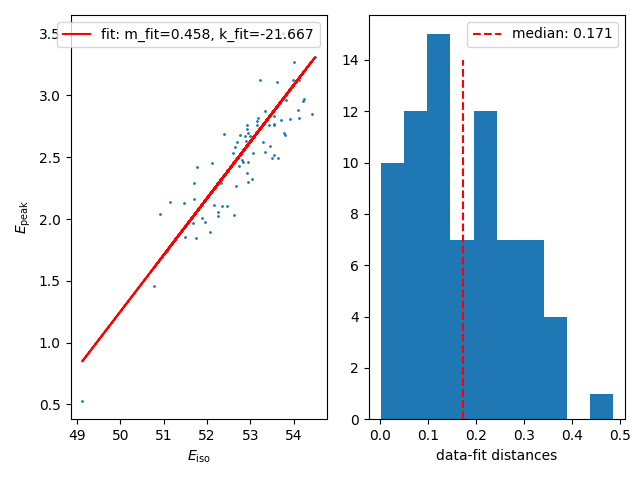 fit: m_fit=0.458, k_fit=-21.667
3.5
3.0
2.5
2.0
1.5
1.0
0.5
E_peak
49 50 51 52 53 54
E_iso
median: 0.171
14
12
10
8
6
4
2
0
0.0 0.1 0.2 0.3 0.4 0.5
data-fit distances